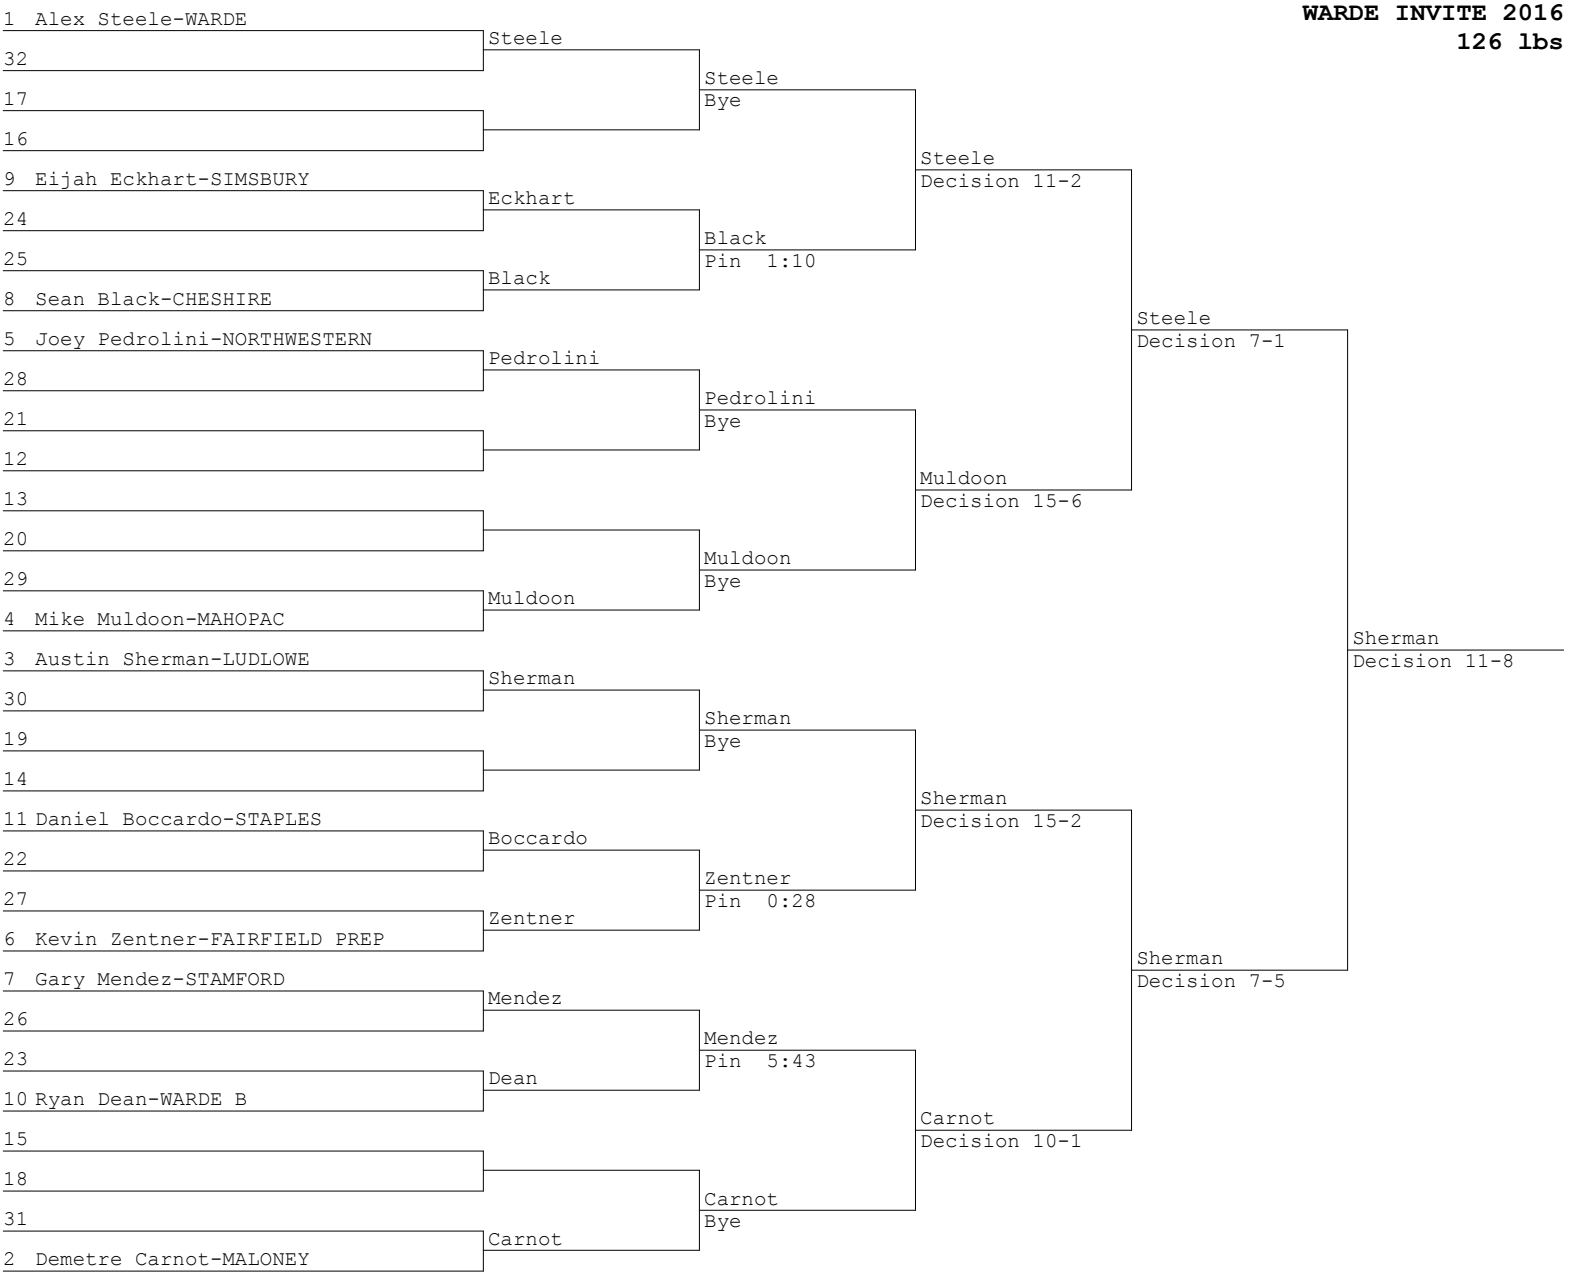 WARDE INVITE 2016
126 lbs
1 Alex Steele-WARDE
32
17
16
9 Eijah Eckhart-SIMSBURY
24
25
8 Sean Black-CHESHIRE
5 Joey Pedrolini-NORTHWESTERN
28
21
12
13
20
29
4 Mike Muldoon-MAHOPAC
3 Austin Sherman-LUDLOWE
30
19
14
11 Daniel Boccardo-STAPLES
22
27
6 Kevin Zentner-FAIRFIELD PREP
7 Gary Mendez-STAMFORD
26
23
10 Ryan Dean-WARDE B
15
18
31
2 Demetre Carnot-MALONEY
Steele
Eckhart
Black
Pedrolini
Muldoon
Sherman
Boccardo
Zentner
Mendez
Dean
Carnot
Steele
Bye
Black
Pin 1:10
Pedrolini
Bye
Muldoon
Bye
Sherman
Bye
Zentner
Pin 0:28
Mendez
Pin 5:43
Carnot
Bye
Steele
Decision 11-2
Muldoon
Decision 15-6
Sherman
Decision 15-2
Carnot
Decision 10-1
Steele
Decision 7-1
Sherman
Decision 7-5
Sherman
Decision 11-8